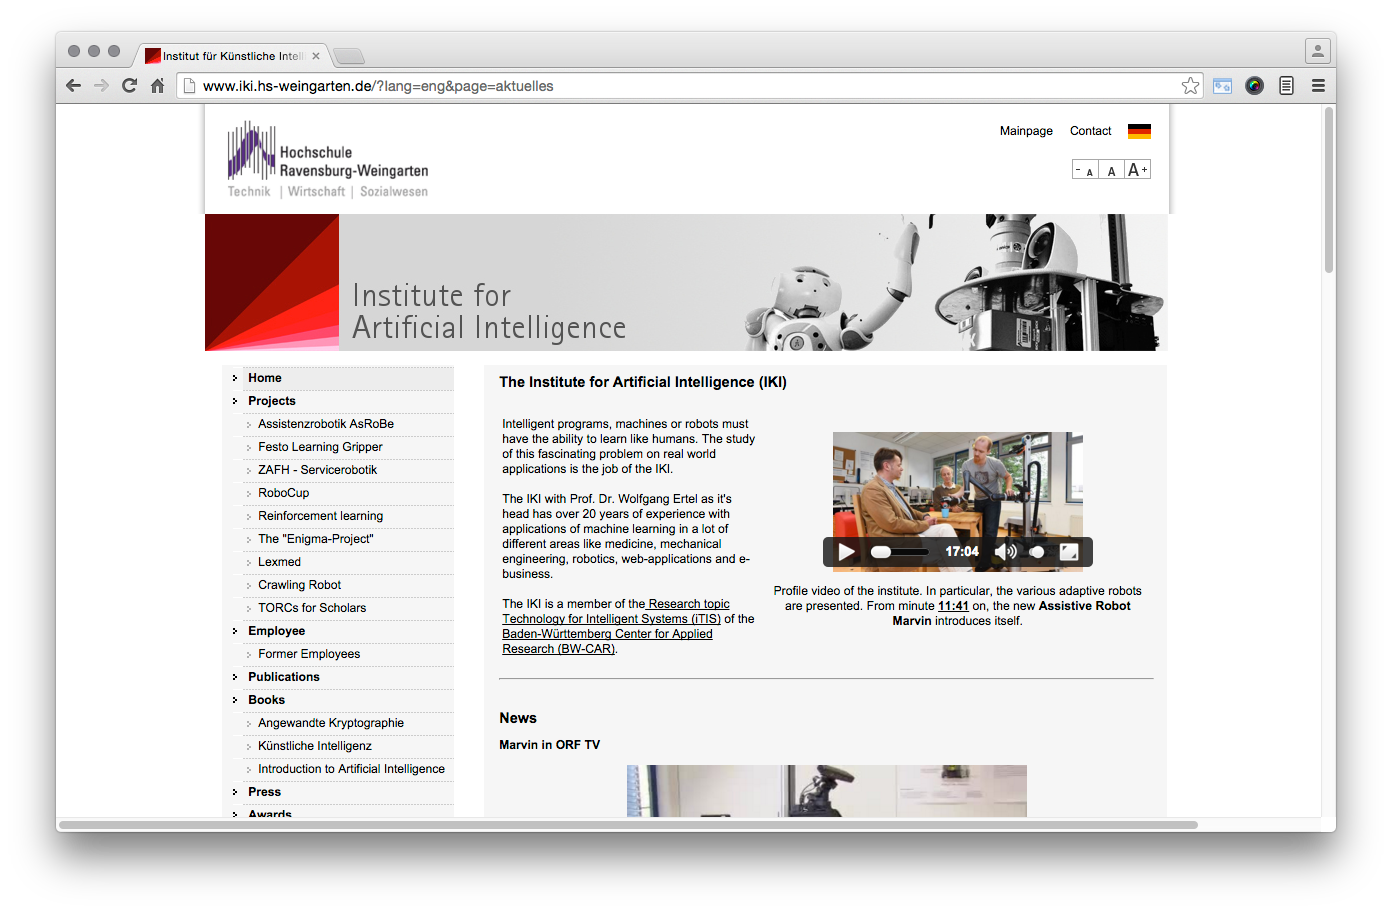 Institut für Künstliche Intell
www.iki.hs-weingarten.de/?lang=eng&page=aktuelles
Hochschule
Ravensburg-Weingarten
Technik | Wirtschaft | Sozialwesen
Mainpage Contact
- A A A +
Institute for
Artificial Intelligence
Home
Projects
Assistenzrobotik AsRoBe
Festo Learning Gripper
ZAFH - Servicerobotik
RoboCup
Reinforcement learning
The "Enigma-Project"
Lexmed
Crawling Robot
TORCs for Scholars
Employee
Former Employees
Publications
Books
Angewandte Kryptographie
Künstliche Intelligenz
Introduction to Artificial Intelligence
Press
Awards
The Institute for Artificial Intelligence (IKI)
Intelligent programs, machines or robots must
have the ability to learn like humans. The study
of this fascinating problem on real world
applications is the job of the IKI.
The IKI with Prof. Dr. Wolfgang Ertel as it's
head has over 20 years of experience with
applications of machine learning in a lot of
different areas like medicine, mechanical
engineering, robotics, web-applications and e-
business.
The IKI is a member of the Research topic
Technology for Intelligent Systems (iTIS) of the
Baden-Württemberg Center for Applied
Research (BW-CAR).
17:04
Profile video of the institute. In particular, the various adaptive robots
are presented. From minute 11:41 on, the new Assistive Robot
Marvin introduces itself.
News
Marvin in ORF TV